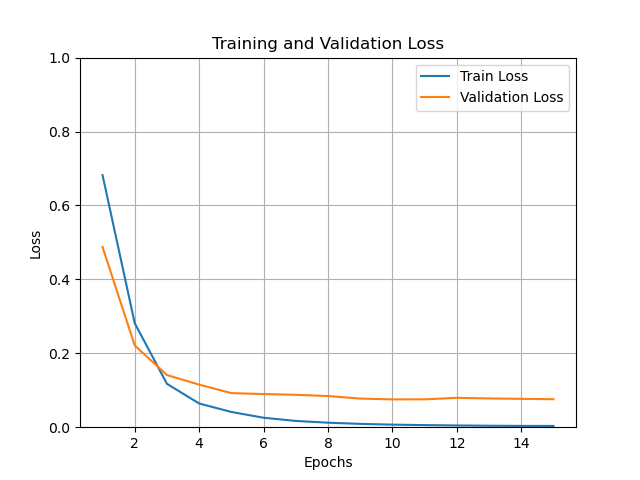 Training and Validation Loss
Train Loss
Validation Loss
1.0
0.8
0.6
0.4
0.2
0.0
Loss
2 4 6 8 10 12 14
Epochs